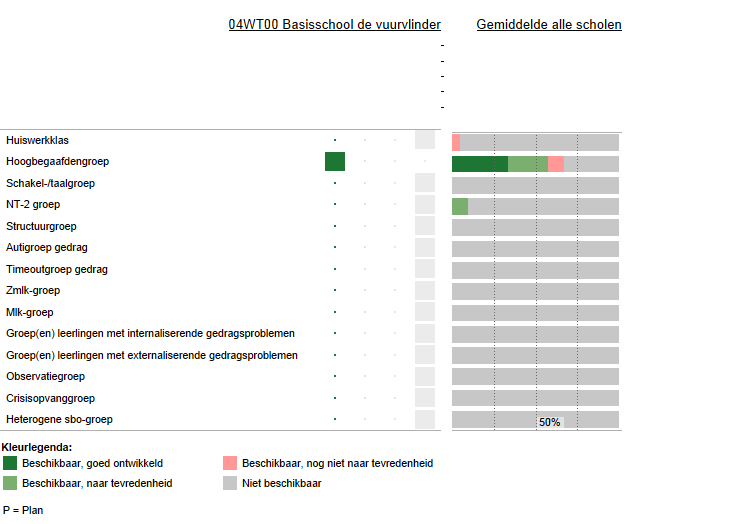 04WT00 Basisschool de vuurvlinder Gemiddelde alle scholen
Huiswerkklas
Hoogbegaafdengroep
Schakel-/taalgroep
NT-2 groep
Structuurgroep
Autigroep gedrag
Timeoutgroep gedrag
Zmlk-groep
Mlk-groep
Groep(en) leerlingen met internaliserende gedragsproblemen
Groep(en) leerlingen met externaliserende gedragsproblemen
Observatiegroep
Crisisopvanggroep
Heterogene sbo-groep 50%
Kleurlegenda:
Beschikbaar, goed ontwikkeld Beschikbaar, nog niet naar tevredenheid
Beschikbaar, naar tevredenheid Niet beschikbaar
P = Plan